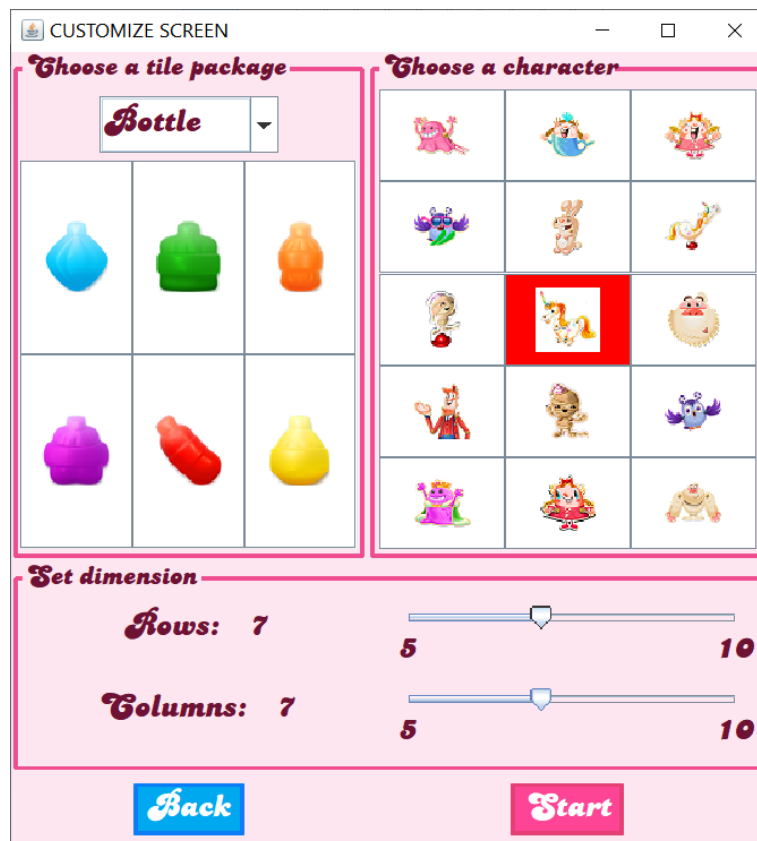 CUSTOMIZE SCREEN
Choose a tile package
Choose a character
Bottle
Set dimension
Rows: 7
5 10
Columns: 7
5 10
Back Start